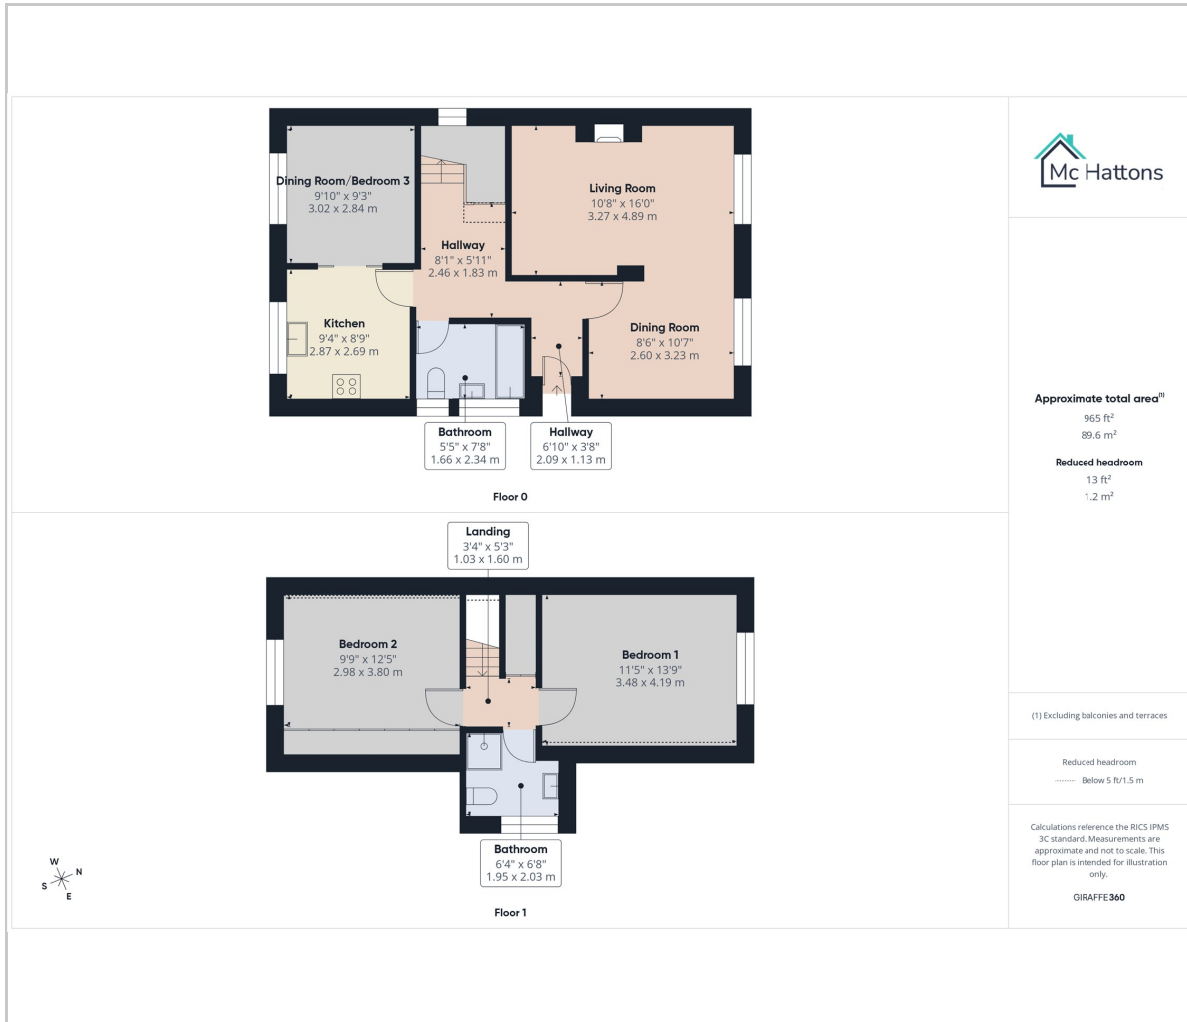 Dining Room/Bedroom 3
9'10" x 9'3"
3.02 x 2.84 m
Living Room
10'8" x 16'0"
3.27 x 4.89 m
Hallway
8'1" x 5'11"
2.46 x 1.83 m
Kitchen
9'4" x 8'9"
2.87 x 2.69 m
Dining Room
8'6" x 10'7"
2.60 x 3.23 m
Bathroom
5'5" x 7'8"
1.66 x 2.34 m
Hallway
6'10" x 3'8"
2.09 x 1.13 m
Floor 0
Landing
3'4" x 5'3"
1.03 x 1.60 m
Bedroom 2
9'9" x 12'5"
2.98 x 3.80 m
Bedroom 1
11'5" x 13'9"
3.48 x 4.19 m
Bathroom
6'4" x 6'8"
1.95 x 2.03 m
Floor 1
W
N
S
E
Mc Hattons
Approximate total area(1)
965 ft²
89.6 m²
Reduced headroom
13 ft²
1.2 m²
(1) Excluding balconies and terraces
Reduced headroom
Below 5 ft/1.5 m
Calculations reference the RICS IPMS
3C standard. Measurements are
approximate and not to scale. This
floor plan is intended for illustration
only.
GIRAFFE360